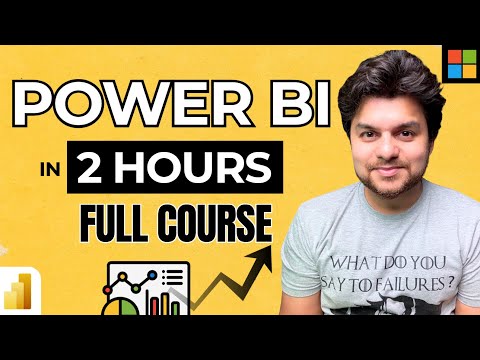 POWER BI
IN 2 HOURS
FULL COURSE
WHAT DO YOU
SAY TO FAILURES?